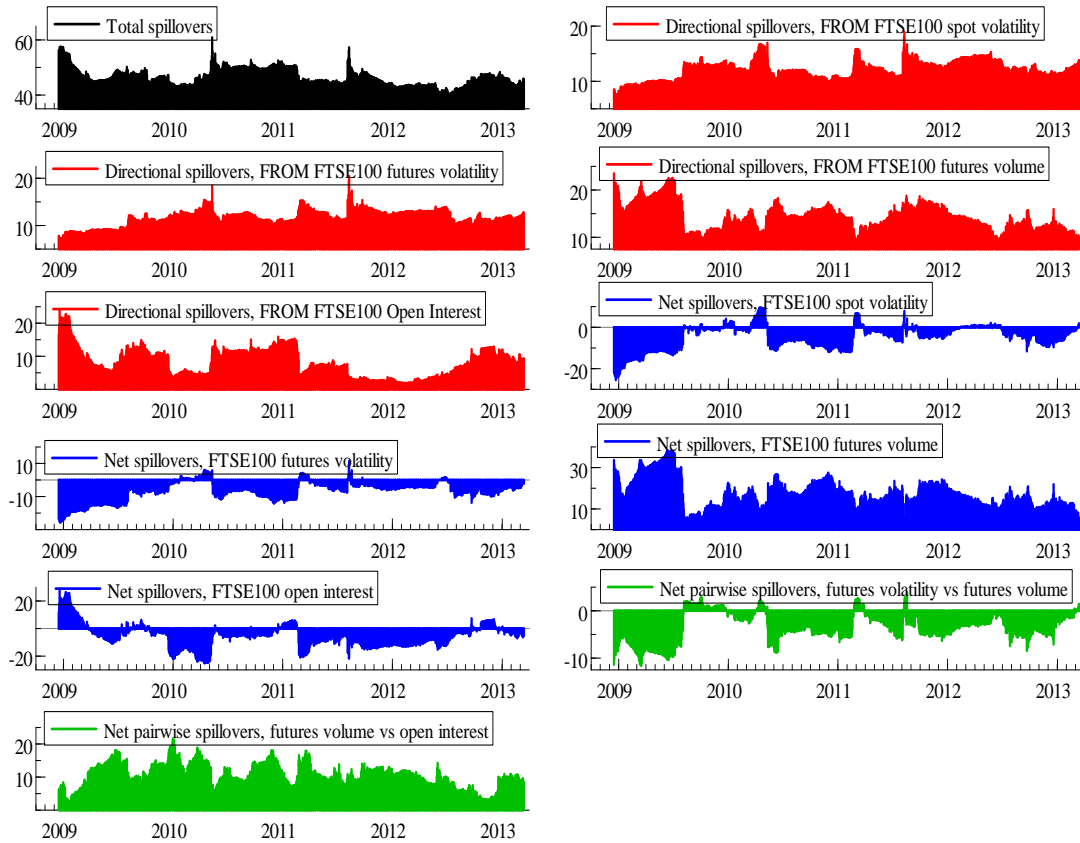 Total spillovers
60
40
2009 2010 2011 2012 2013
Directional spillovers, FROM FTSE100 spot volatility
20
10
2009 2010 2011 2012 2013
Directional spillovers, FROM FTSE100 futures volatility
20
10
2009 2010 2011 2012 2013
Directional spillovers, FROM FTSE100 futures volume
20
10
2009 2010 2011 2012 2013
Directional spillovers, FROM FTSE100 Open Interest
20
10
2009 2010 2011 2012 2013
Net spillovers, FTSE100 spot volatility
0
-20
2009 2010 2011 2012 2013
Net spillovers, FTSE100 futures volatility
10
-10
2009 2010 2011 2012 2013
Net spillovers, FTSE100 futures volume
30
10
2009 2010 2011 2012 2013
Net spillovers, FTSE100 open interest
20
-20
2009 2010 2011 2012 2013
Net pairwise spillovers, futures volatility vs futures volume
0
-10
2009 2010 2011 2012 2013
Net pairwise spillovers, futures volume vs open interest
20
10
2009 2010 2011 2012 2013